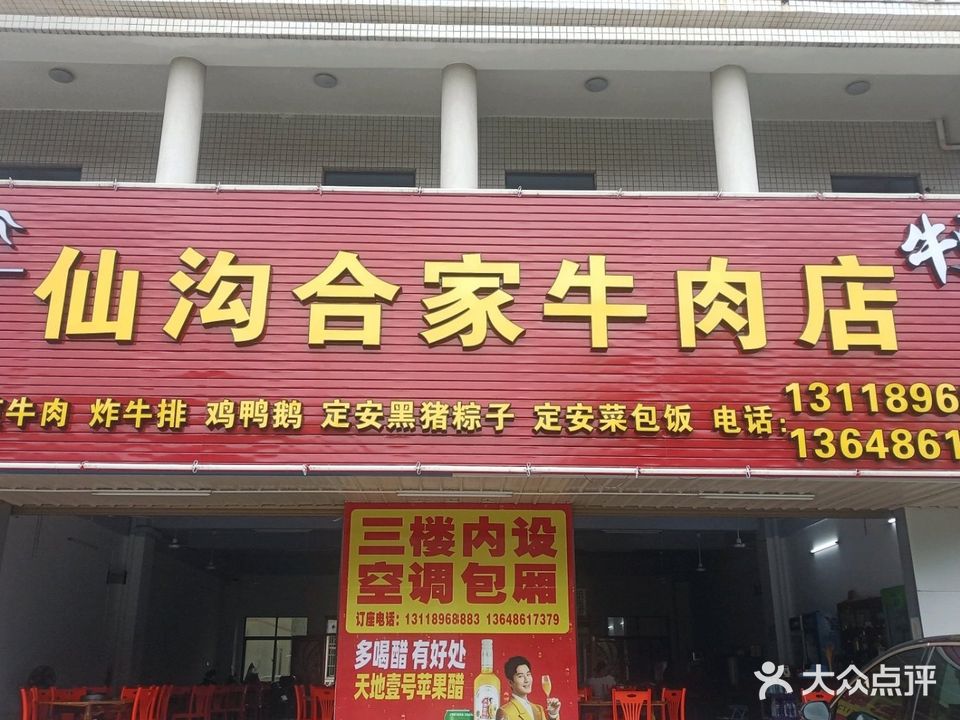 仙沟合家牛肉店
牛
牛肉 炸牛排 鸡鸭鹅 定安黑猪粽子 定安菜包饭 电话:
1311896
1364861
三楼内设
空调包厢
订座电话：13118968883 13648617379
多喝醋 有好处
天地壹号苹果醋
大众点评